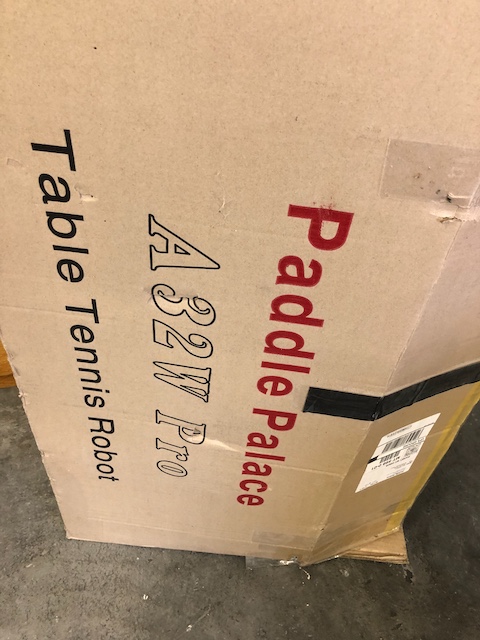 Paddle Palace
A32W Pro
Table Tennis Robot